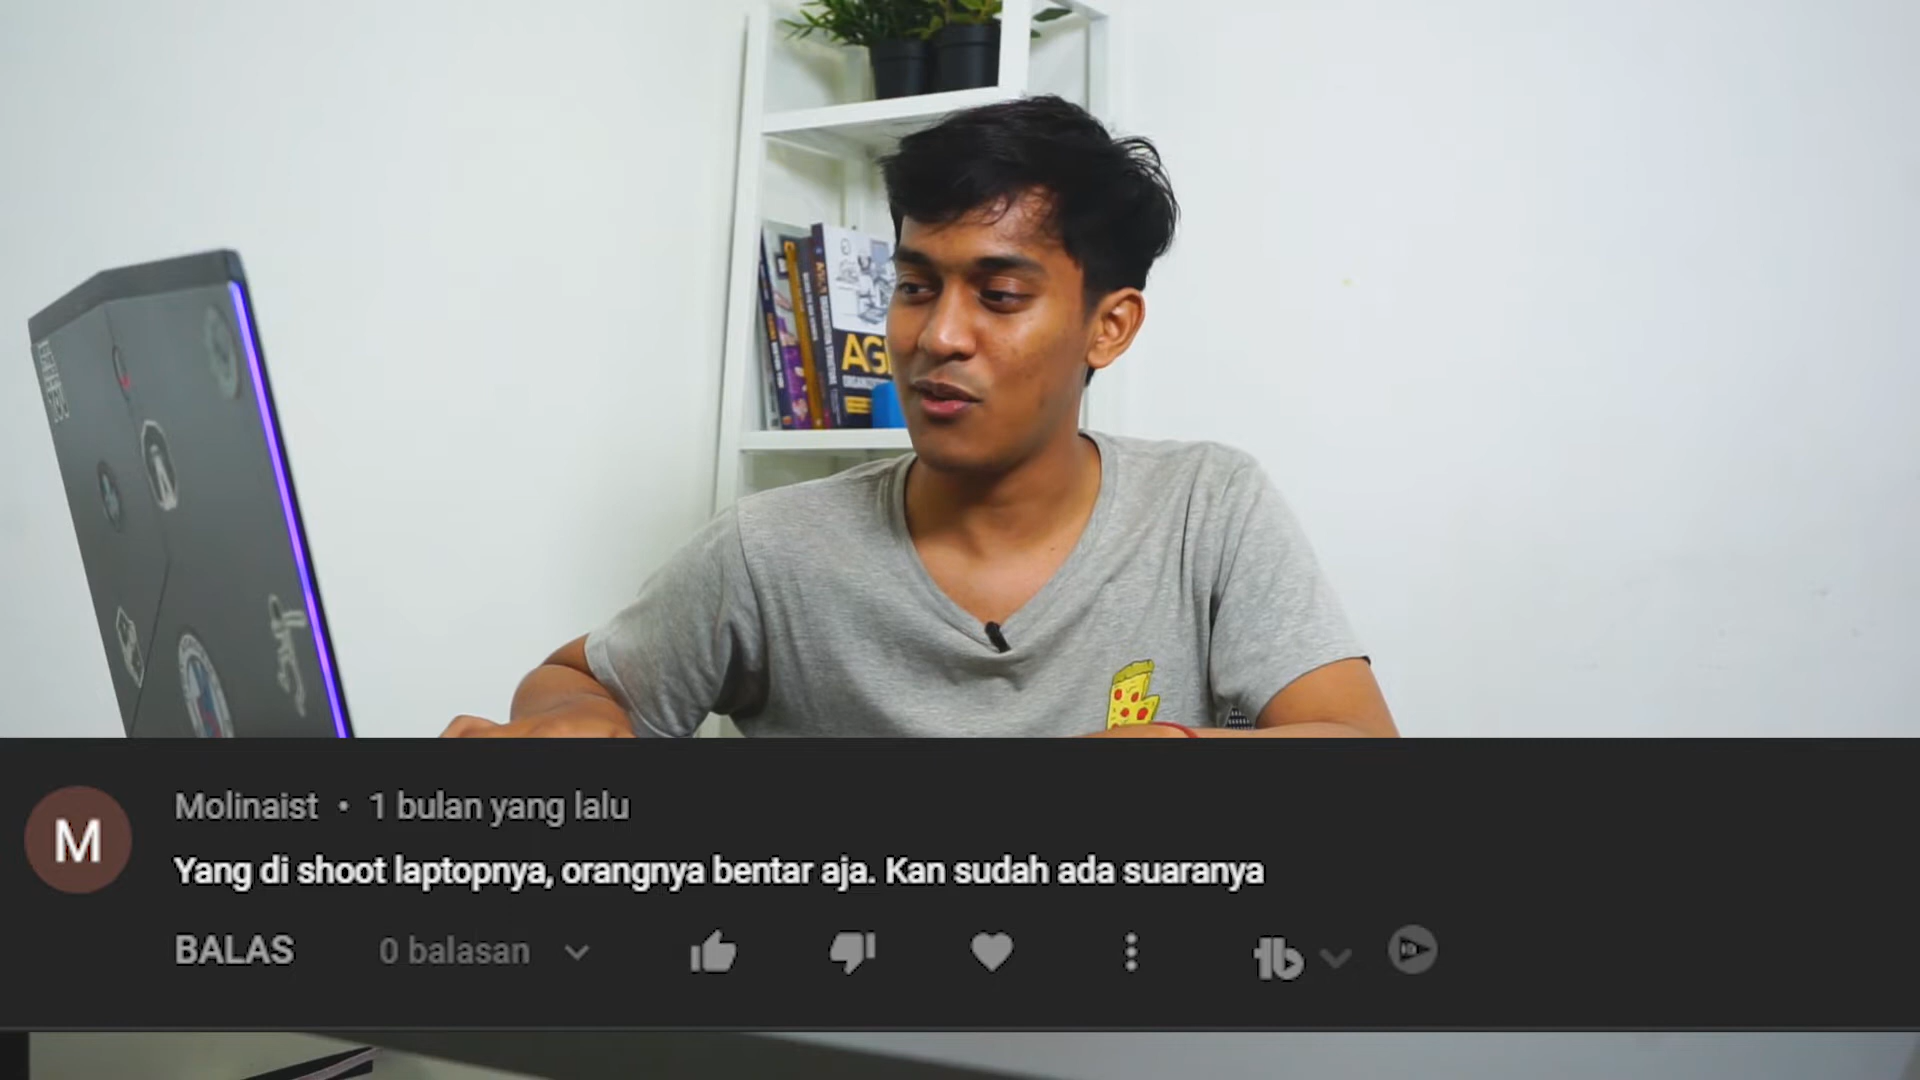 AGI
M
Molinaist • 1 bulan yang lalu
Yang di shoot laptopnya, orangnya bentar aja. Kan sudah ada suaranya
BALAS
0 balasan